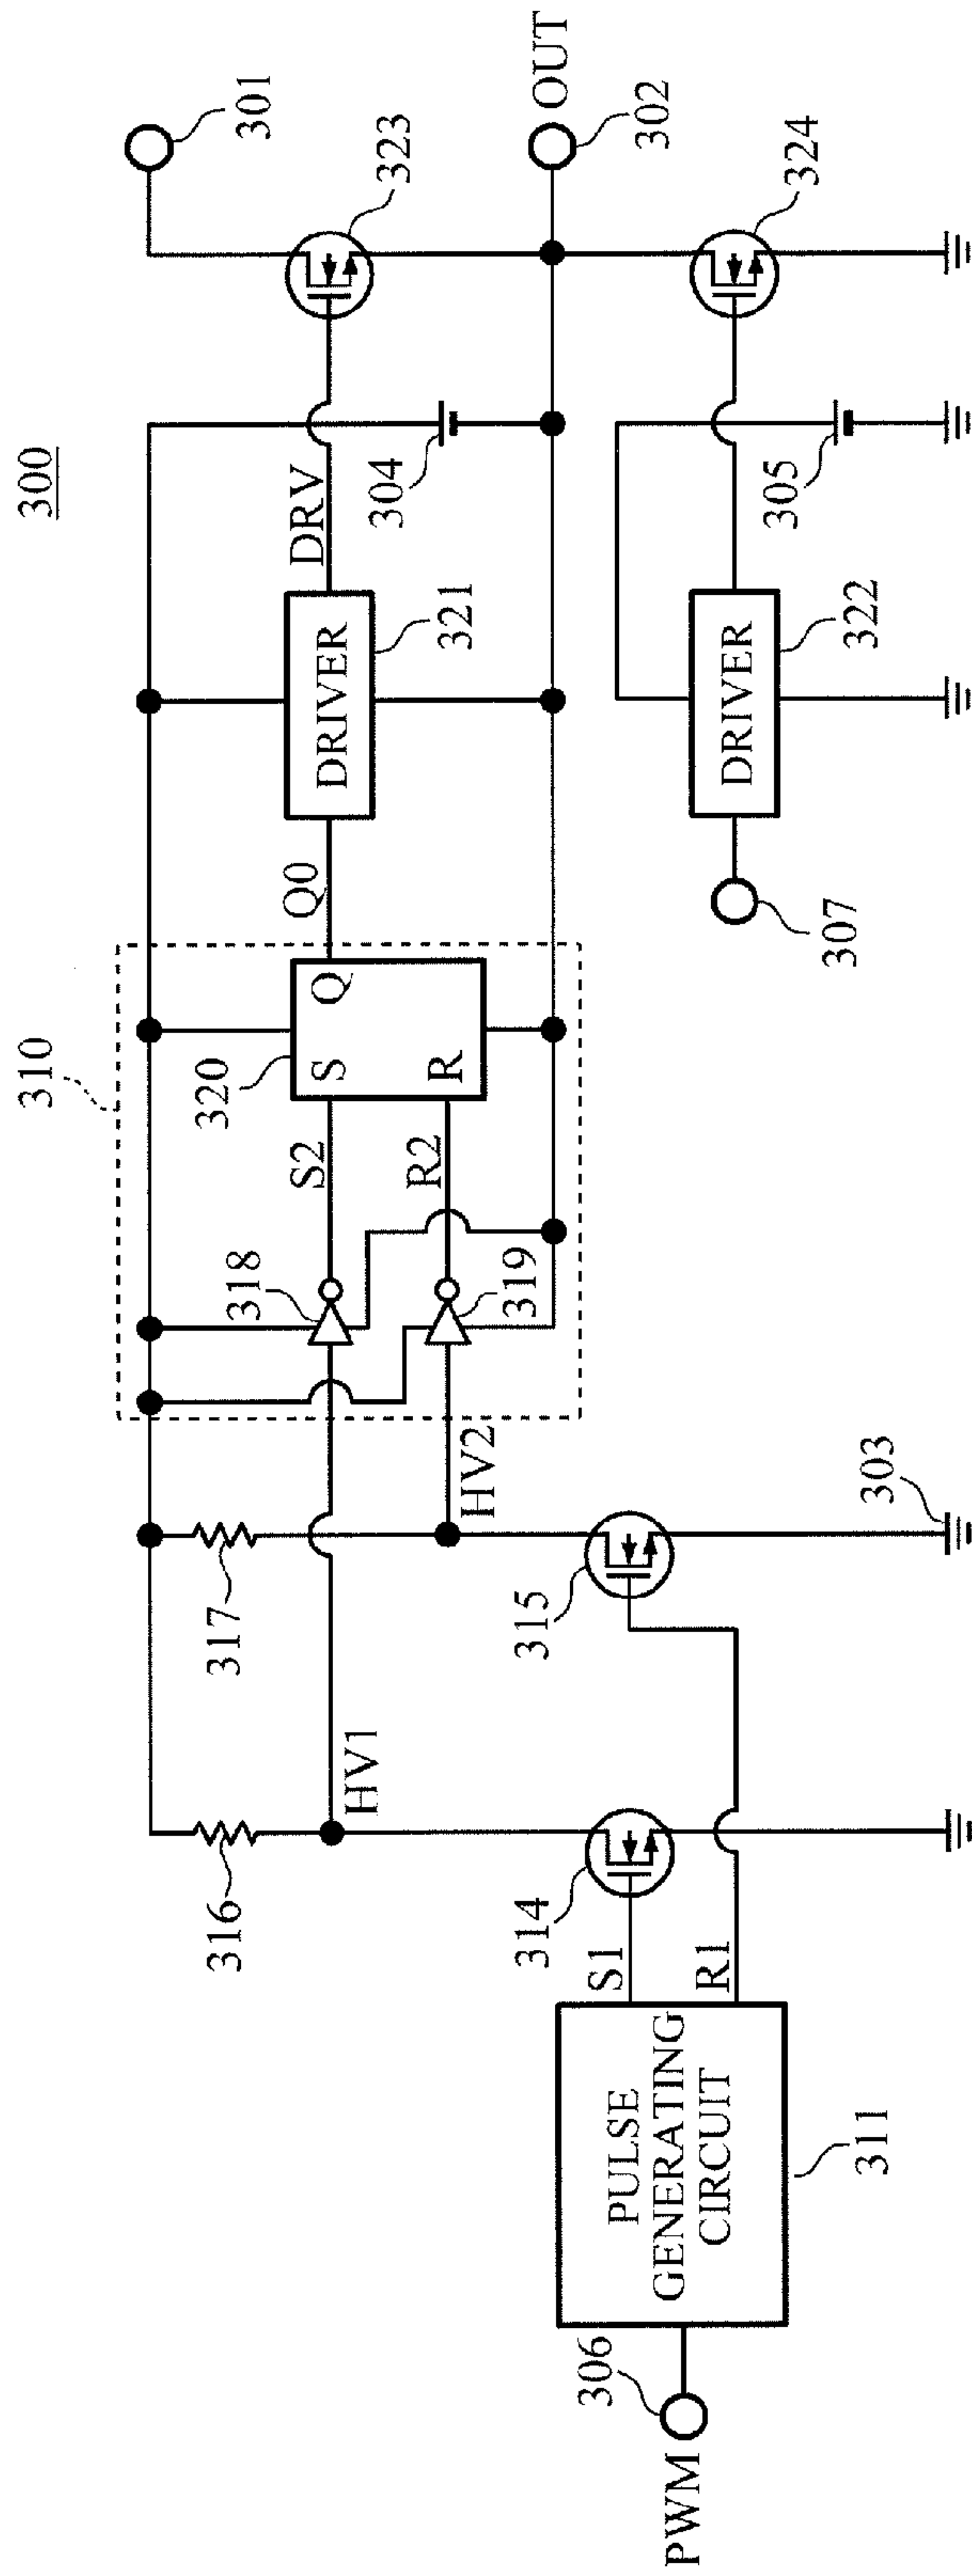 300
301
310
316
317
323
HV1
318
S2
320
S
Q
R
Q0
DRIVER
321
DRV
304
OUT
302
HV2
319
R2
314
315
S1
R1
PULSE
GENERATING
CIRCUIT
311
PWM
306
307
DRIVER
322
305
324
303